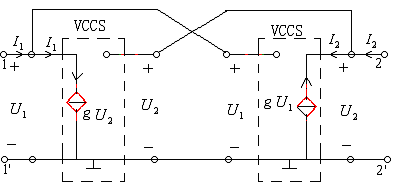 VCCS VCCS
I₁ I₁ I₂ I₂
1 + + + + 2
U₁ g U₂ U₂ U₁ g U₁ U₂
− − − −
1' 2'